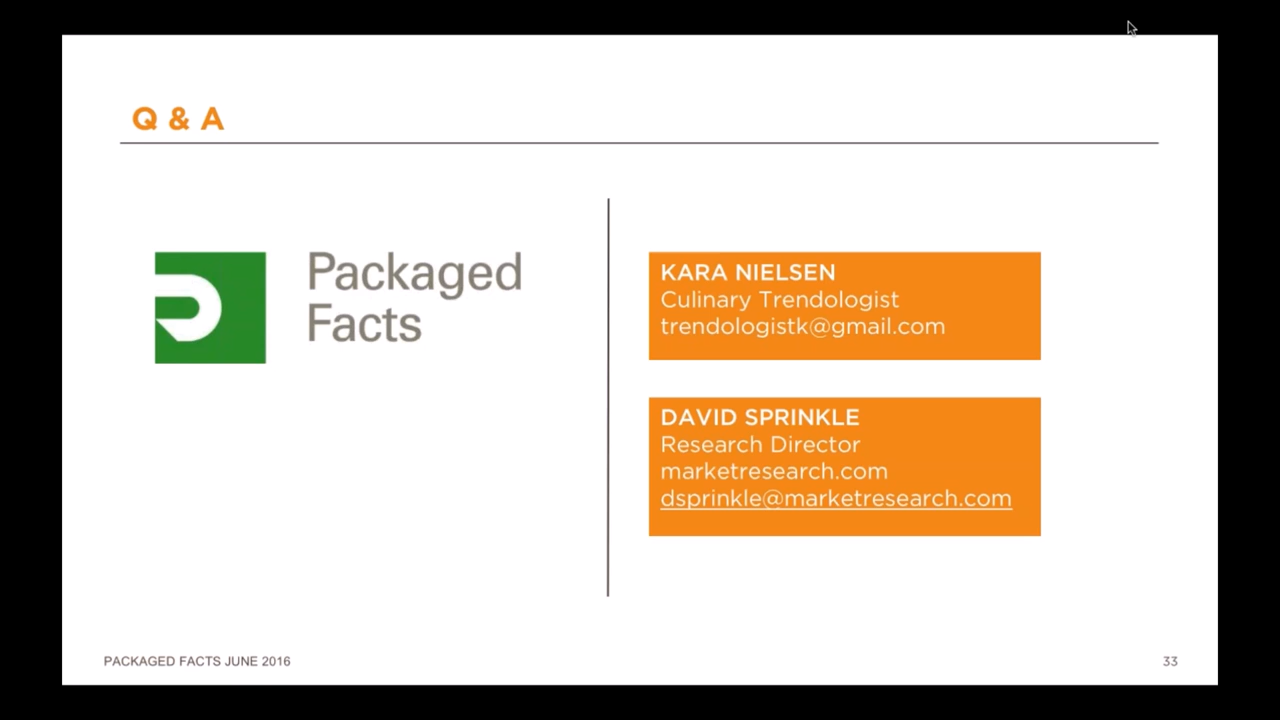 Q & A
Packaged
Facts
KARA NIELSEN
Culinary Trendologist
trendologistk@gmail.com
DAVID SPRINKLE
Research Director
marketresearch.com
dsprinkle@marketresearch.com
PACKAGED FACTS JUNE 2016
33